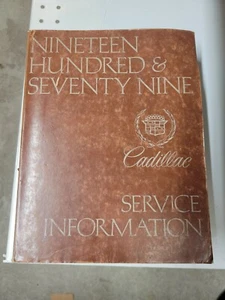 NINETEEN
HUNDRED &
SEVENTY NINE
Cadillac
SERVICE
INFORMATION